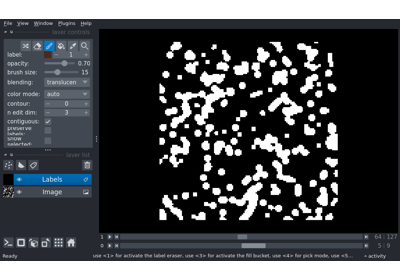 File View Window Plugins Help
layer controls
label: 1
opacity: 0.70
brush size: 15
blending: translucen
color mode: auto
contour: 0
n edit dim: 3
contiguous:
preserve
labels:
show
selected:
layer list
Labels
Image
1 64 127
0 5 9
Ready use <1> for activate the label eraser, use <3> for activate the fill bucket, use <4> for pick mode, use <5... activity